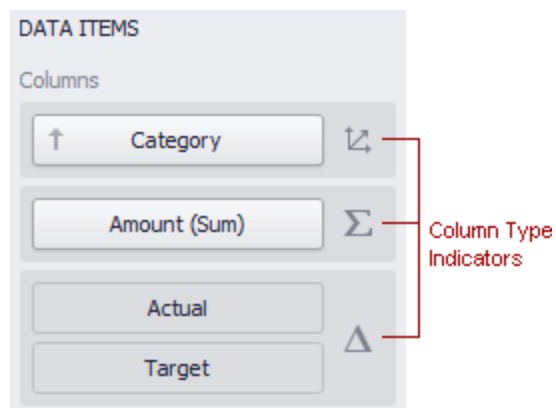 DATA ITEMS
Columns
↑ Category
Amount (Sum) Σ
Actual
Δ
Target
Column Type
Indicators